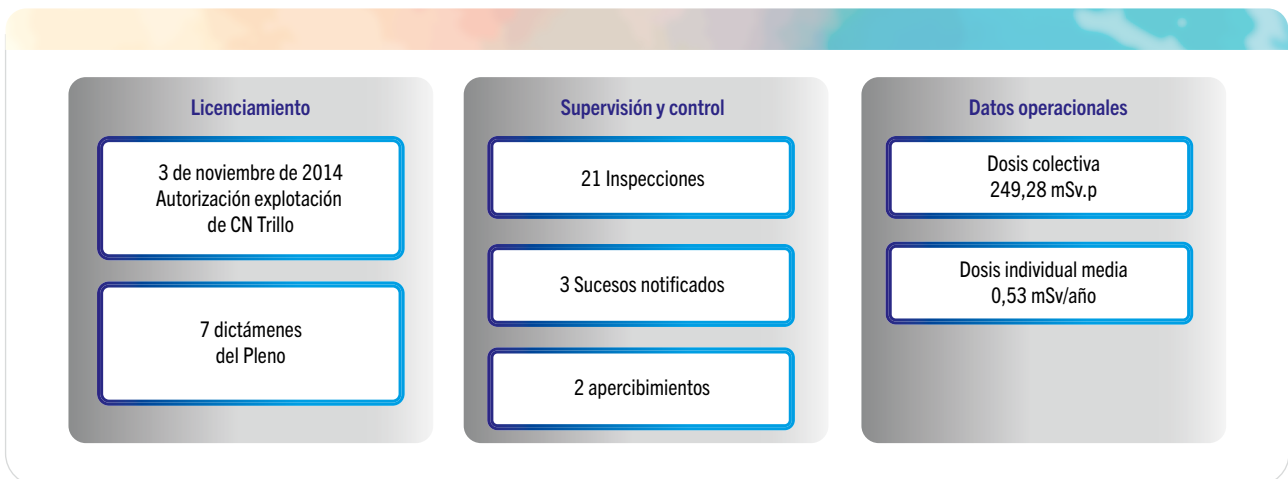 Licenciamiento
3 de noviembre de 2014
Autorización explotación
de CN Trillo
7 dictámenes
del Pleno
Supervisión y control
21 Inspecciones
3 Sucesos notificados
2 apercibimientos
Datos operacionales
Dosis colectiva
249,28 mSv.p
Dosis individual media
0,53 mSv/año